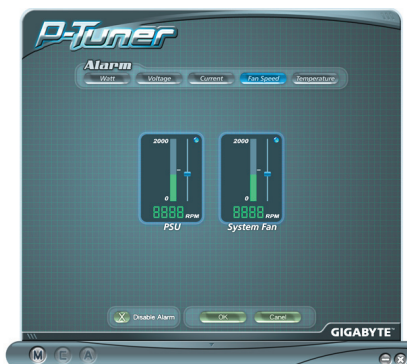 P-Tuner
Alarm
Watt Voltage Current Fan Speed Temperature
2000 2000
0 0
8888 RPM 8888 RPM
PSU System Fan
X Disable Alarm OK Canel
GIGABYTE™
M E A